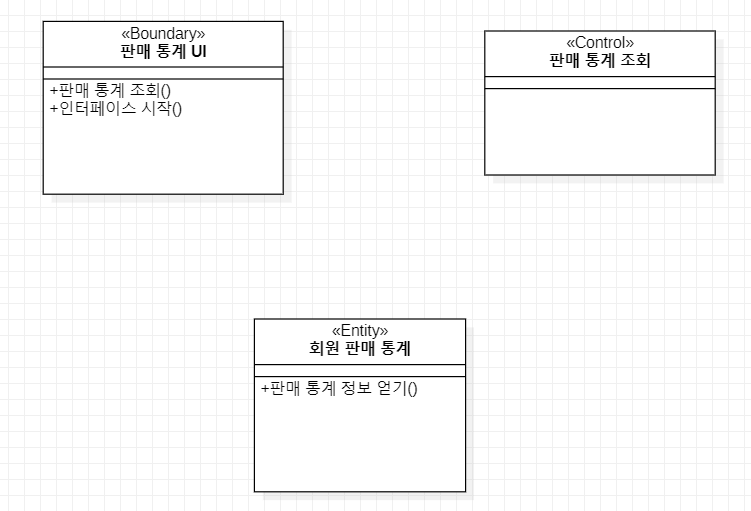 «Boundary»
판매 통계 UI
+판매 통계 조회()
+인터페이스 시작()
«Control»
판매 통계 조회
«Entity»
회원 판매 통계
+판매 통계 정보 얻기()